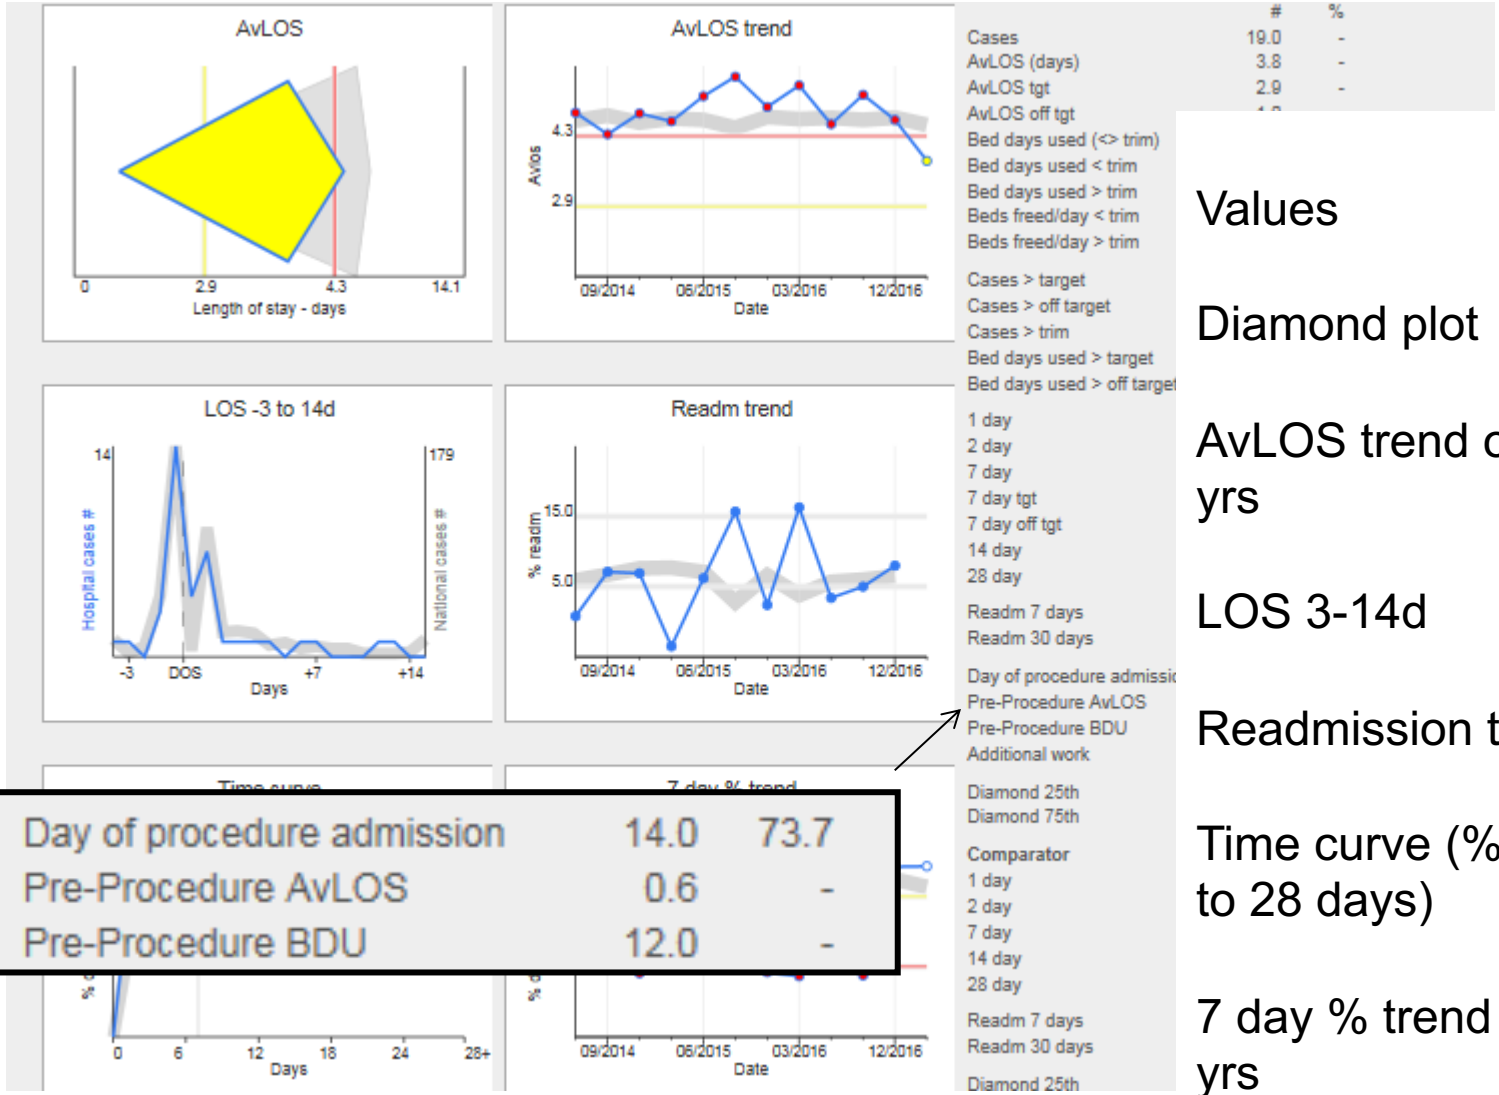 AvLOS
0
2.9
4.3
14.1
Length of stay - days
AvLOS trend
4.3
2.9
Avlos
09/2014
06/2015
03/2016
12/2016
Date
LOS -3 to 14d
14
179
Hospital cases #
National cases #
-3
DOS
+7
+14
Days
Readm trend
15.0
5.0
% readm
09/2014
06/2015
03/2016
12/2016
Date
Day of procedure admission 14.0 73.7
Pre-Procedure AvLOS 0.6 -
Pre-Procedure BDU 12.0 -
0
6
12
18
24
28+
Days
7 day % trend
09/2014
06/2015
03/2016
12/2016
Date
# %
Cases 19.0 -
AvLOS (days) 3.8 -
AvLOS tgt 2.9 -
AvLOS off tgt
Bed days used (<> trim)
Bed days used < trim
Bed days used > trim
Beds freed/day < trim
Beds freed/day > trim
Cases > target
Cases > off target
Cases > trim
Bed days used > target
Bed days used > off target
1 day
2 day
7 day
7 day tgt
7 day off tgt
14 day
28 day
Readm 7 days
Readm 30 days
Day of procedure
Pre-Procedure AvLOS
Pre-Procedure BDU
Additional work
Diamond 25th
Diamond 75th
Comparator
1 day
2 day
7 day
14 day
28 day
Readm 7 days
Readm 30 days
Diamond 25th
Values
Diamond plot
AvLOS trend
yrs
LOS 3-14d
Readmission
Time curve (%
to 28 days)
7 day % trend
yrs